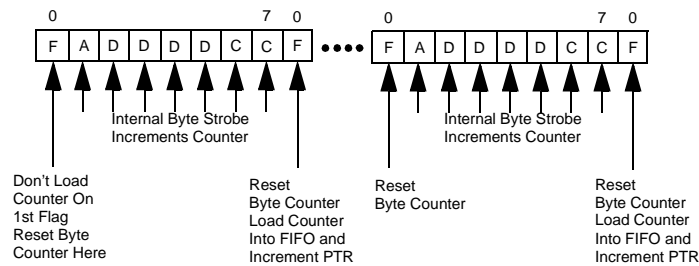 0 7 0 0 7 0
F A D D D D C C F •••• F A D D D D C C F
Internal Byte Strobe
Increments Counter
Internal Byte Strobe
Increments Counter
Don't Load
Counter On
1st Flag
Reset Byte
Counter Here
Reset
Byte Counter
Load Counter
Into FIFO and
Increment PTR
Reset
Byte Counter
Reset
Byte Counter
Load Counter
Into FIFO and
Increment PTR